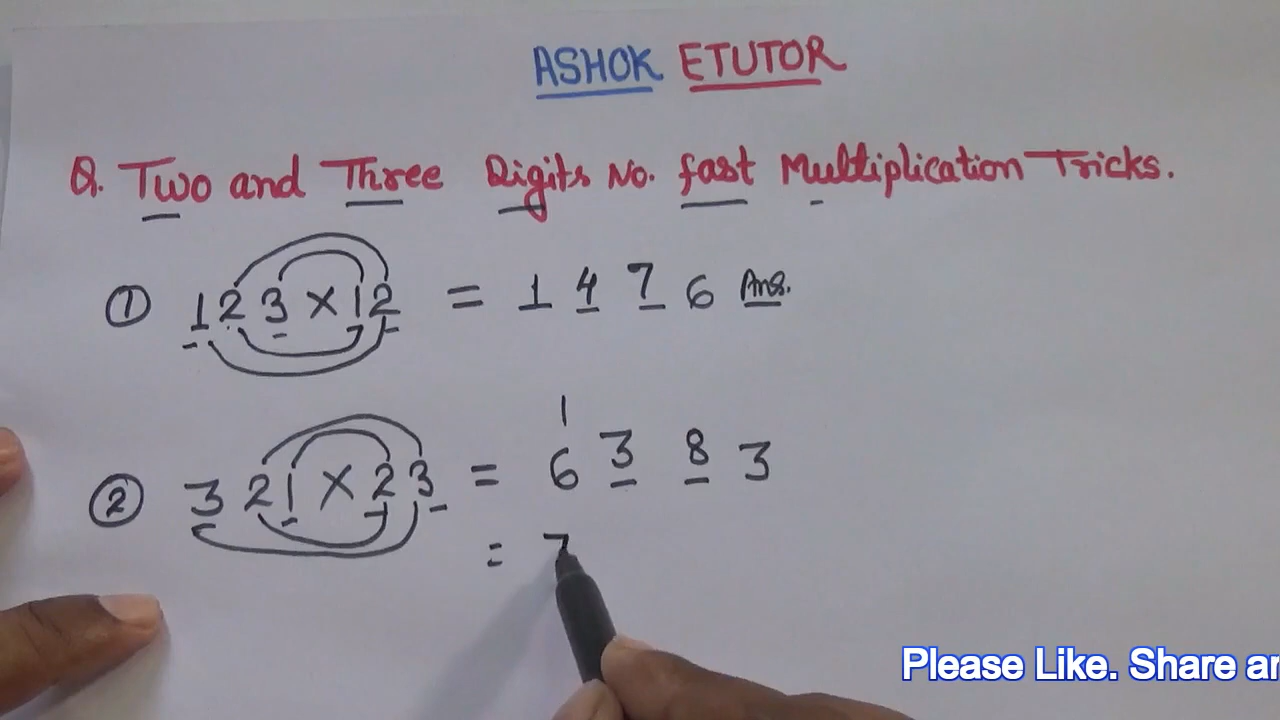 ASHOK ETUTOR
Q. Two and Three Digits No. fast Multiplication Tricks.
① 123 × 12 = 1 4 7 6 Ans.
1
② 321 × 23 = 6 3 8 3
= 7
Please Like. Share an